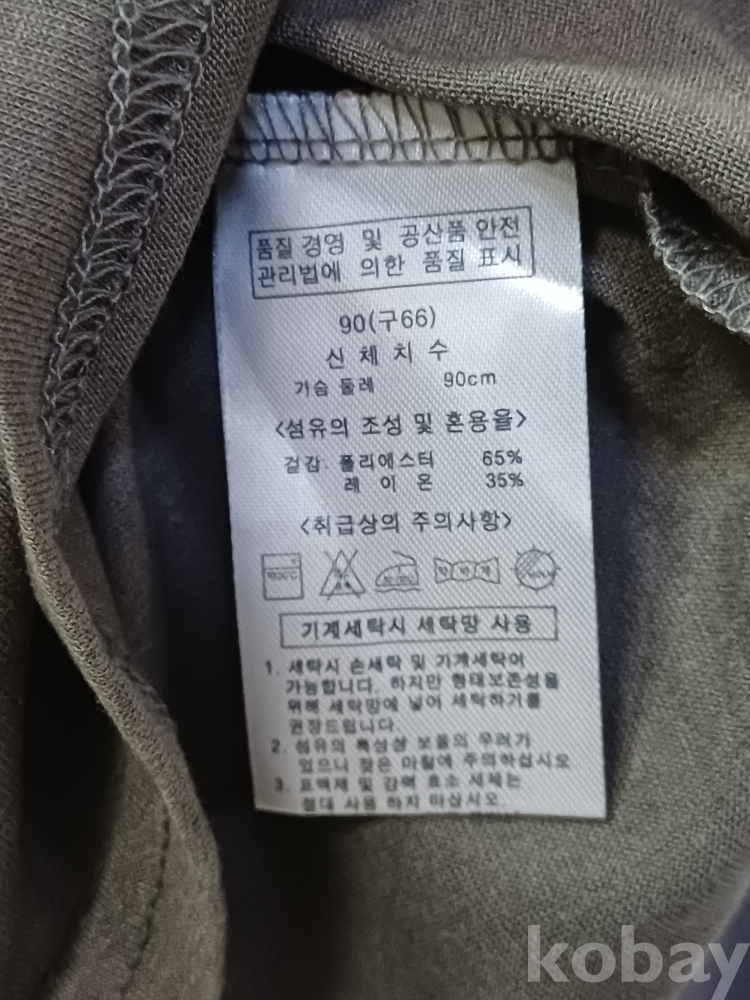 품질 경영 및 공산품 안전
관리법에 의한 품질 표시
90(구66)
신 체 치 수
가슴 둘레 90cm
<섬유의 조성 및 혼용율>
겉감. 폴리에스터 65%
레 이 온 35%
<취급상의 주의사항>
기계세탁시 세탁망 사용
1. 세탁시 손세탁 및 기계세탁이
가능합니다. 하지만 형태보존성을
위해 세탁망에 넣어 세탁하기를
권장드립니다.
2. 섬유의 특성상 보풀의 우려가
있으니 잦은 마찰에 주의하십시오
3. 표백제 및 강력 효소 세제는
절대 사용 하지 마십시오.
kobay